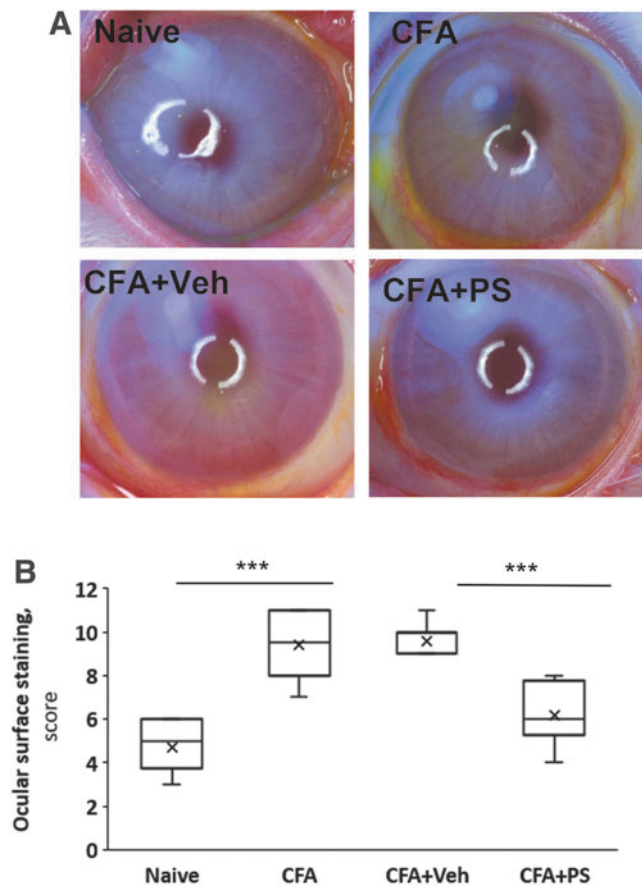 A
Naive
CFA
CFA+Veh
CFA+PS
B
Ocular surface staining,
score
12
10
8
6
4
2
0
***
***
Naive
CFA
CFA+Veh
CFA+PS